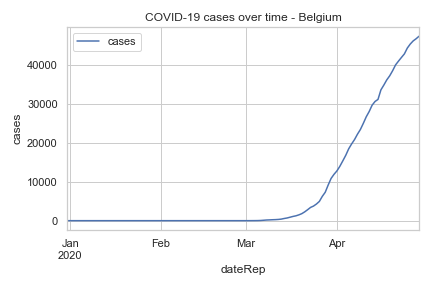 COVID-19 cases over time - Belgium
cases
cases
40000
30000
20000
10000
0
Jan Feb Mar Apr
2020
dateRep